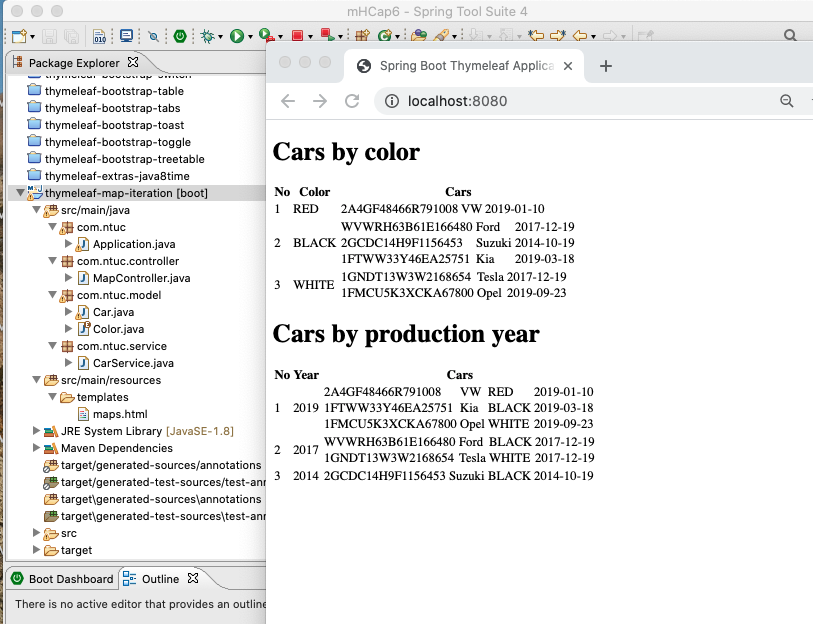 mHCap6 - Spring Tool Suite 4
Package Explorer
thymeleaf-bootstrap-switch
thymeleaf-bootstrap-table
thymeleaf-bootstrap-tabs
thymeleaf-bootstrap-toast
thymeleaf-bootstrap-toggle
thymeleaf-bootstrap-treetable
thymeleaf-extras-java8time
thymeleaf-map-iteration [boot]
src/main/java
com.ntuc
Application.java
com.ntuc.controller
MapController.java
com.ntuc.model
Car.java
Color.java
com.ntuc.service
CarService.java
src/main/resources
templates
maps.html
JRE System Library [JavaSE-1.8]
Maven Dependencies
target/generated-sources/annotations
target/generated-test-sources/test-ann
target\generated-sources\annotations
target\generated-test-sources\test-ann
src
target
Boot Dashboard
Outline
There is no active editor that provides an outline
Spring Boot Thymeleaf Applica
localhost:8080
Cars by color
No Color Cars
1 RED 2A4GF48466R791008 VW 2019-01-10
WVWRH63B61E166480 Ford 2017-12-19
2 BLACK 2GCDC14H9F1156453 Suzuki 2014-10-19
1FTWW33Y46EA25751 Kia 2019-03-18
3 WHITE 1GNDT13W3W2168654 Tesla 2017-12-19
1FMCU5K3XCKA67800 Opel 2019-09-23
Cars by production year
No Year Cars
2A4GF48466R791008 VW RED 2019-01-10
1 2019 1FTWW33Y46EA25751 Kia BLACK 2019-03-18
1FMCU5K3XCKA67800 Opel WHITE 2019-09-23
2 2017 WVWRH63B61E166480 Ford BLACK 2017-12-19
1GNDT13W3W2168654 Tesla WHITE 2017-12-19
3 2014 2GCDC14H9F1156453 Suzuki BLACK 2014-10-19